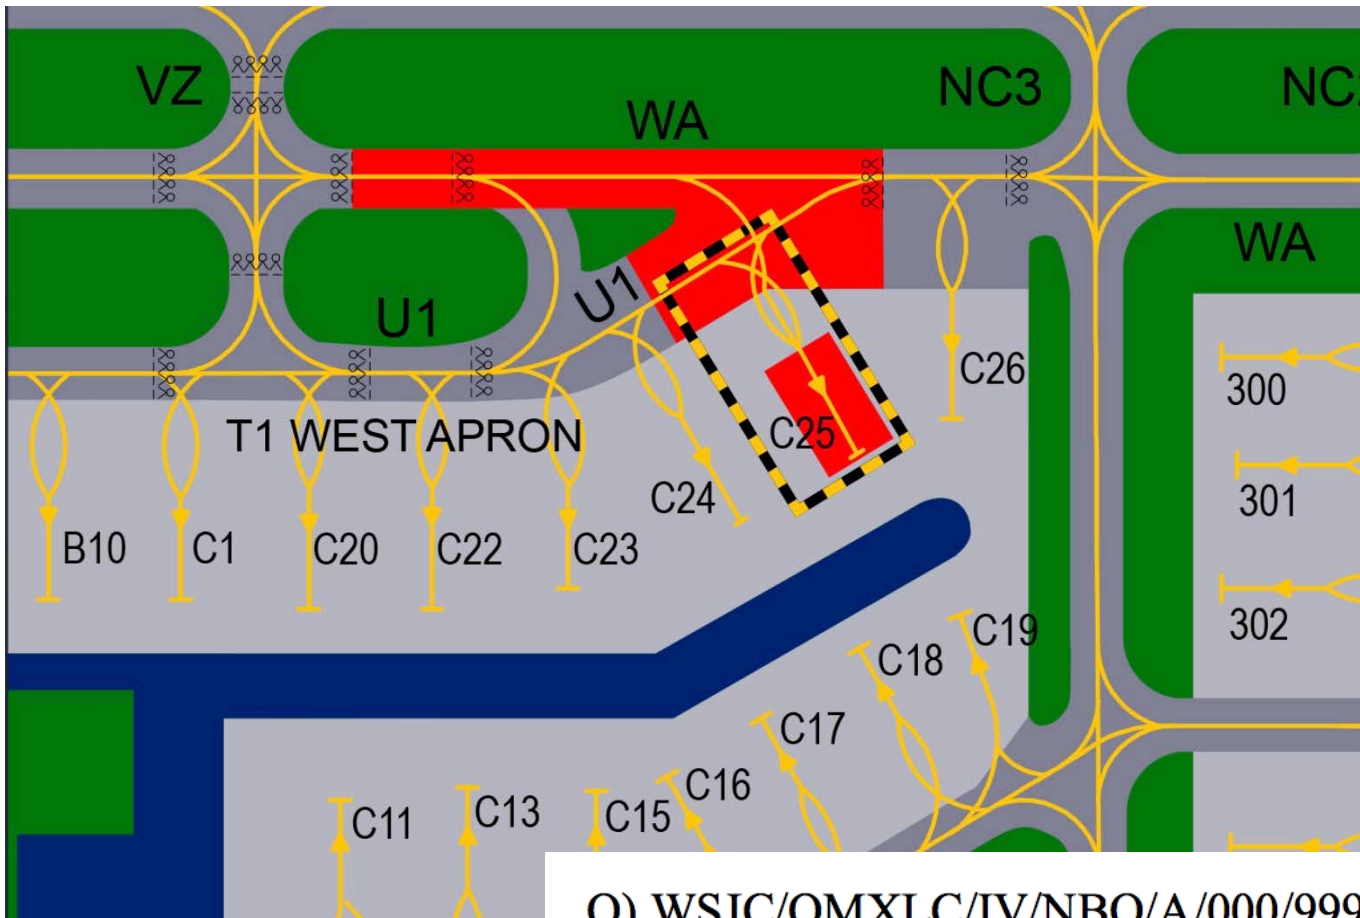 VZ
WA
NC3
NC
WA
U1
U1
T1 WEST APRON
C25
C26
C24
300
301
302
B10
C1
C20
C22
C23
C19
C18
C17
C16
C11
C13
C15
Q) WSJC/QMXLC/IV/NBO/A/000/999